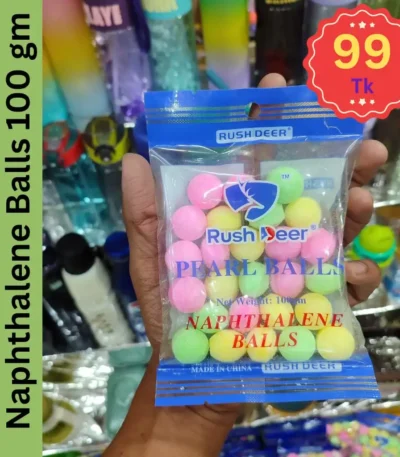 Naphthalene Balls 100 gm
99
Tk
RUSH DEER®
TM
Rush Deer®
PEARL BALLS
Net Weight: 100gm
NAPHTHALENE
BALLS
MADE IN CHINA
RUSH DEER®